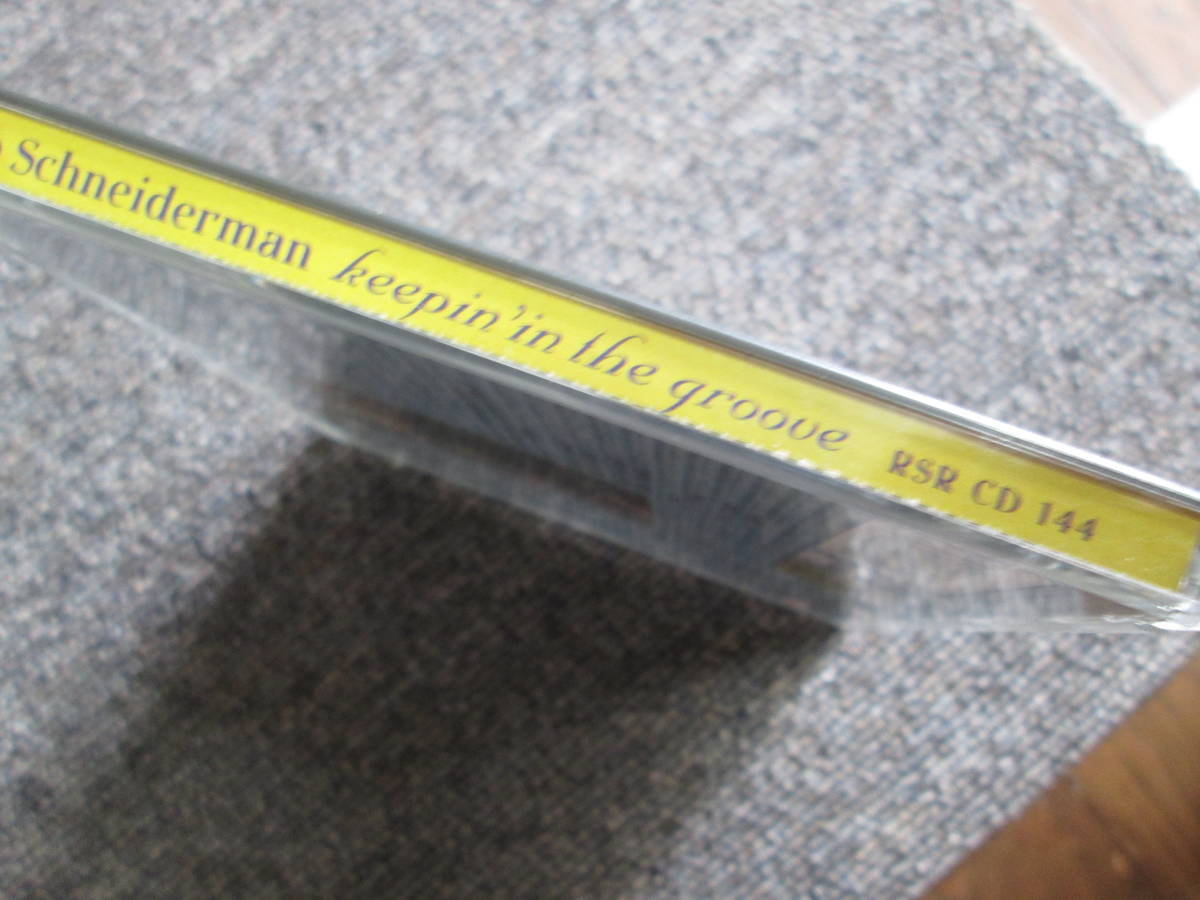 Schneiderman keepin' in the groove RSR CD 144